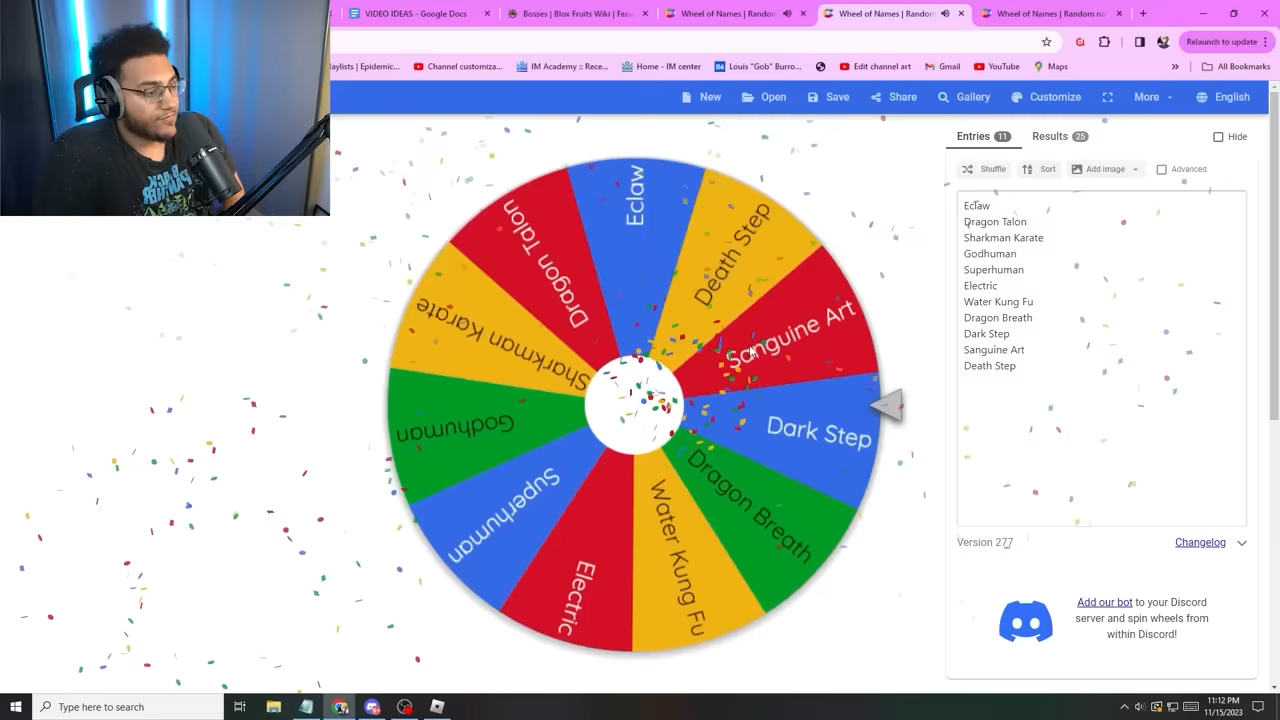 VIDEO IDEAS - Google Docs
Bosses | Blox Fruits Wiki | Fan
Wheel of Names | Random
Wheel of Names | Random
Wheel of Names | Random na
Relaunch to update
laylists | Epidemic...
Channel customiza...
IM Academy :: Rece...
Home - IM center
Louis "Gob" Burro...
Edit channel art
Gmail
YouTube
Maps
All Bookmarks
New
Open
Save
Share
Gallery
Customize
More
English
Entries 11
Results 25
Hide
Shuffle
Sort
Add image
Advanced
Eclaw
Dragon Talon
Sharkman Karate
Godhuman
Superhuman
Electric
Water Kung Fu
Dragon Breath
Dark Step
Sanguine Art
Death Step
Eclaw
Death Step
Sanguine Art
Dark Step
Dragon Breath
Water Kung Fu
Electric
Superhuman
Godhuman
Sharkman Karate
Dragon Talon
Version 277
Changelog
Add our bot to your Discord
server and spin wheels from
within Discord!
Type here to search
11:12 PM
11/15/2023